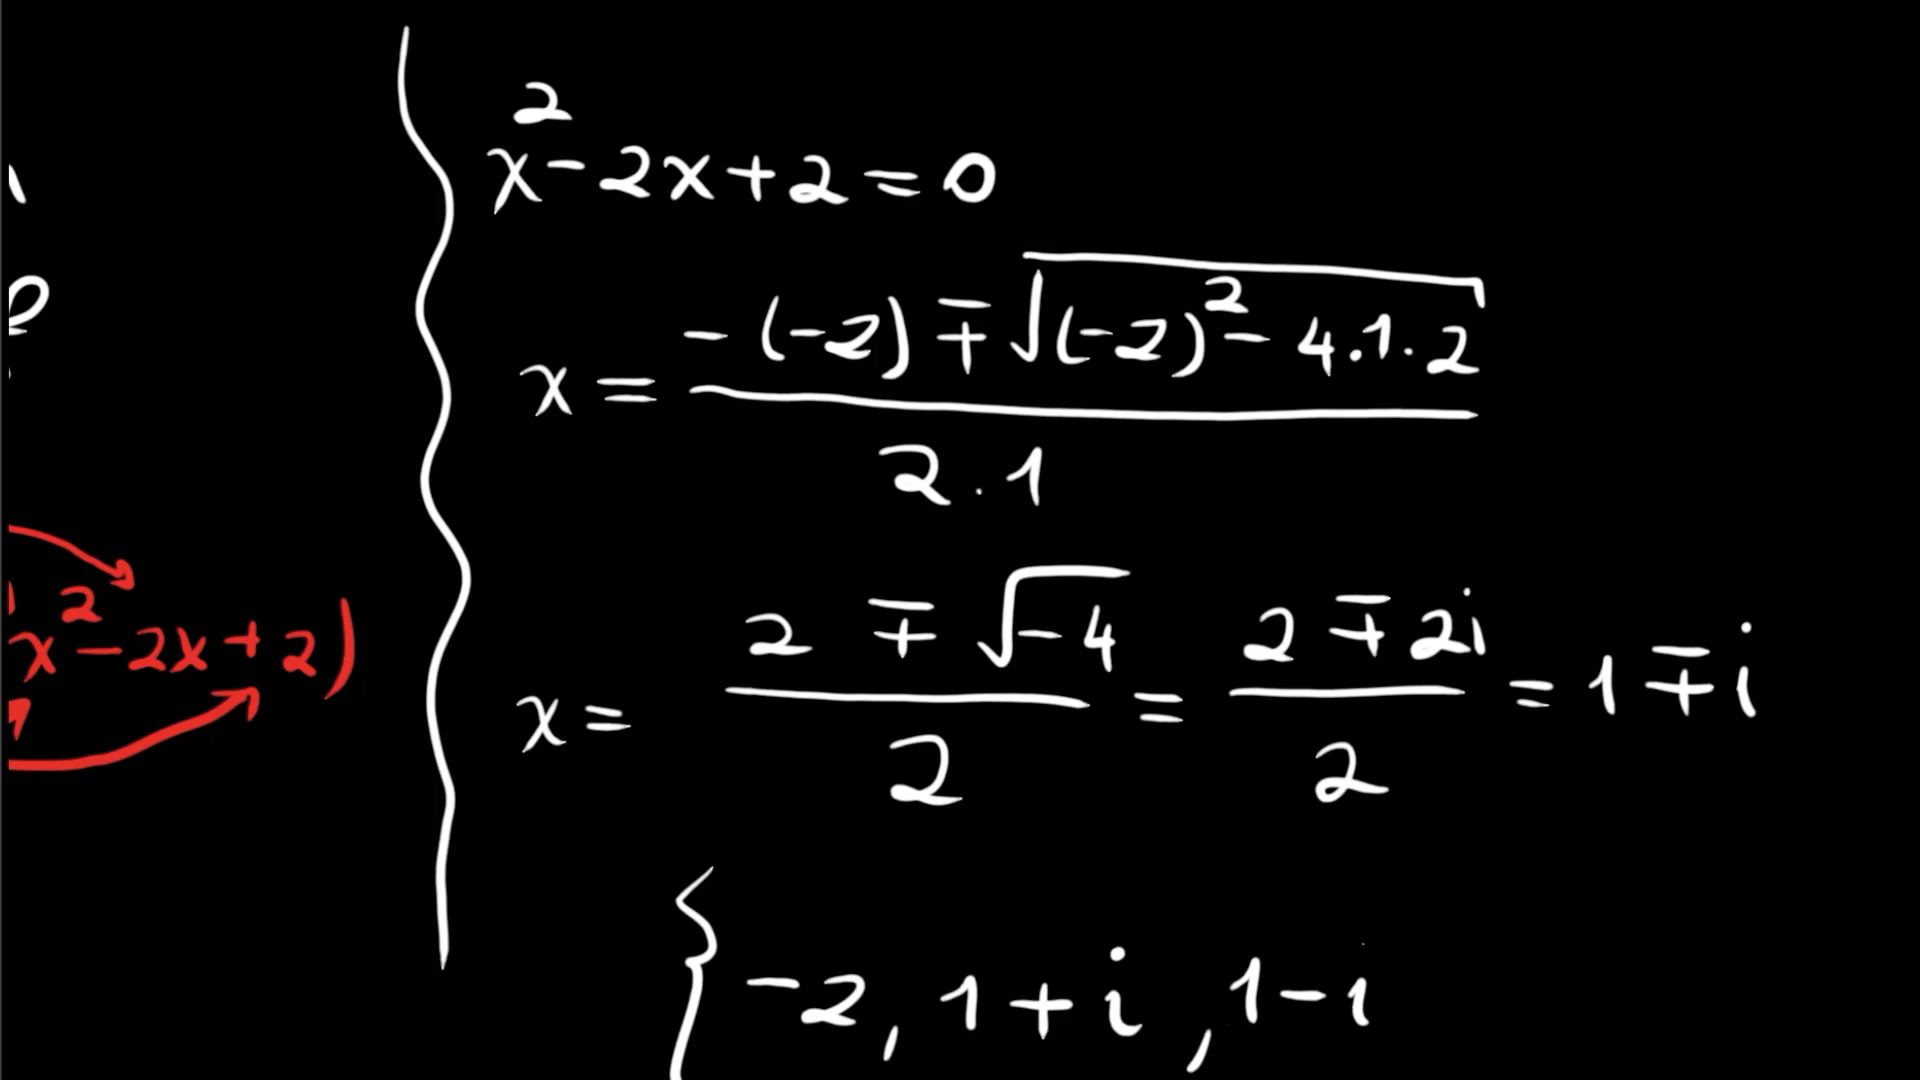 x² - 2x + 2 = 0
x = (-(-2) ∓ √((-2)² - 4.1.2)) / (2.1)
x² - 2x + 2)
x = (2 ∓ √-4) / 2 = (2 ∓ 2i) / 2 = 1 ∓ i
{ -2, 1+i, 1-i